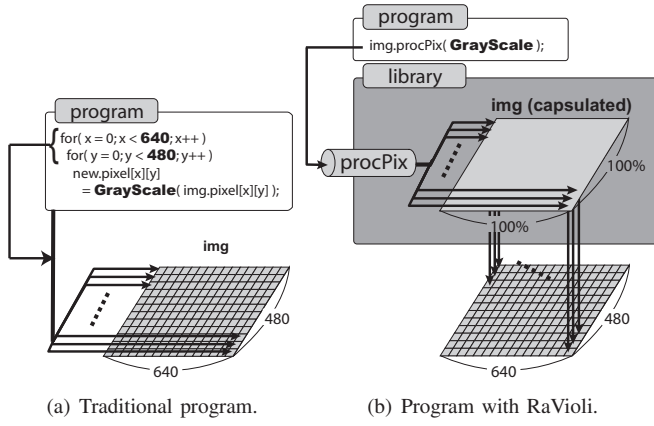 program
for( x = 0; x < 640; x++ )
for( y = 0; y < 480; y++ )
new.pixel[x][y]
= GrayScale( img.pixel[x][y] );
img
480
640
(a) Traditional program.
program
img.procPix( GrayScale );
library
img (capsulated)
procPix
100%
100%
480
640
(b) Program with RaVioli.